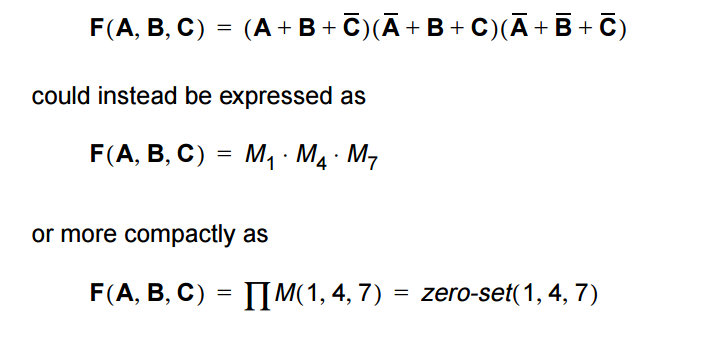 F(A, B, C) = (A + B + C̅)(A̅ + B + C)(A̅ + B̅ + C̅)
could instead be expressed as
F(A, B, C) = M₁ · M₄ · M₇
or more compactly as
F(A, B, C) = ∏ M(1, 4, 7) = zero-set(1, 4, 7)